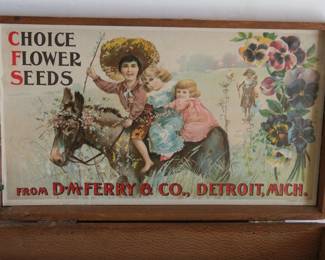 CHOICE
FLOWER
SEEDS
FROM D.M. FERRY & CO., DETROIT, MICH.